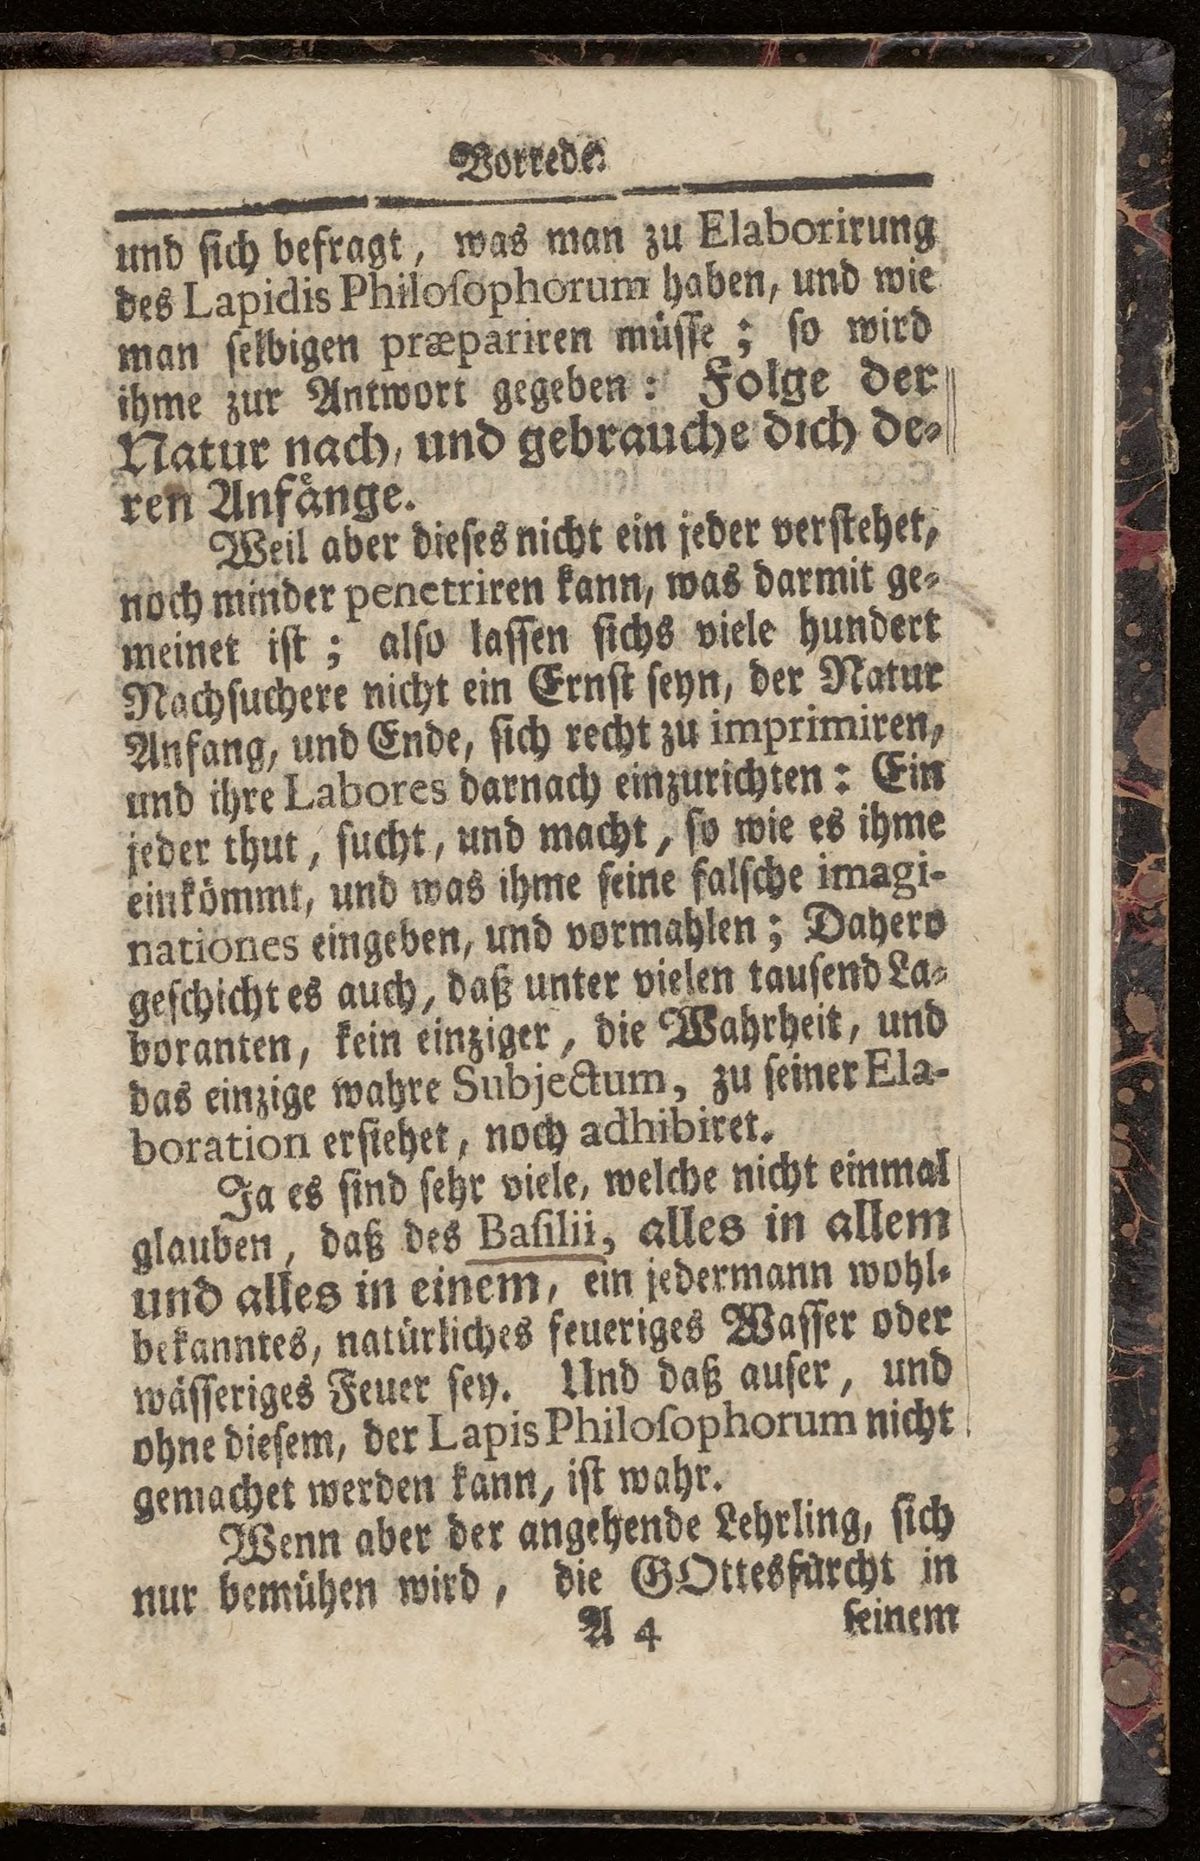 Vorrede.
und sich befragt, was man zu Elaborirung
des Lapidis Philosophorum haben, und wie
man selbigen præpariren müsse; so wird
ihme zur Antwort gegeben: Folge der
Natur nach, und gebrauche dich de-
ren Anfänge.
Weil aber dieses nicht ein jeder verstehet,
noch minder penetriren kann, was darmit ge-
meinet ist; also lassen sichs viele hundert
Nachsuchere nicht ein Ernst seyn, der Natur
Anfang, und Ende, sich recht zu imprimiren,
und ihre Labores darnach einzurichten: Ein
jeder thut, sucht, und macht, so wie es ihme
einkömmt, und was ihme seine falsche imagi-
nationes eingeben, und vormahlen; Dahero
geschicht es auch, daß unter vielen tausend La-
boranten, kein einziger, die Wahrheit, und
das einzige wahre Subjectum, zu seiner Ela-
boration ersiehet, noch adhibiret.
Ja es sind sehr viele, welche nicht einmal
glauben, daß des Basilii, alles in allem
und alles in einem, ein jedermann wohl-
bekanntes, natürliches feueriges Wasser oder
wässeriges Feuer sey. Und daß auser, und
ohne diesem, der Lapis Philosophorum nicht
gemachet werden kann, ist wahr.
Wenn aber der angehende Lehrling, sich
nur bemühen wird, die GOttesfurcht in
A 4 seinem